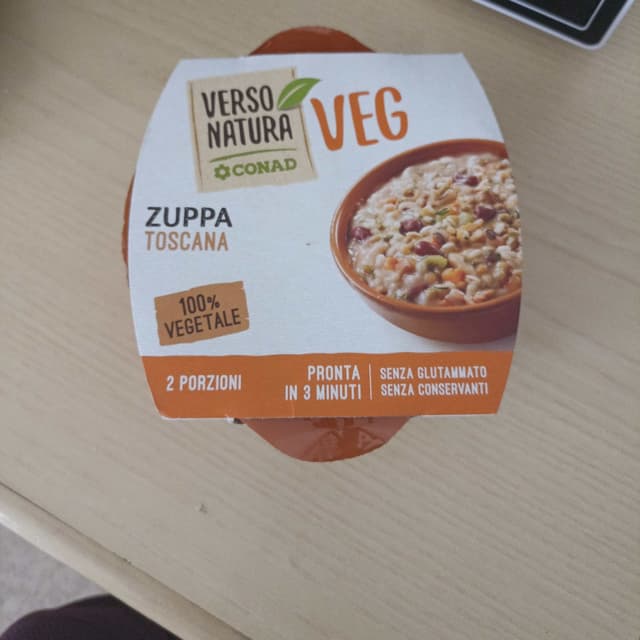 VERSO
NATURA
CONAD
VEG
ZUPPA
TOSCANA
100%
VEGETALE
2 PORZIONI
PRONTA
IN 3 MINUTI
SENZA GLUTAMMATO
SENZA CONSERVANTI